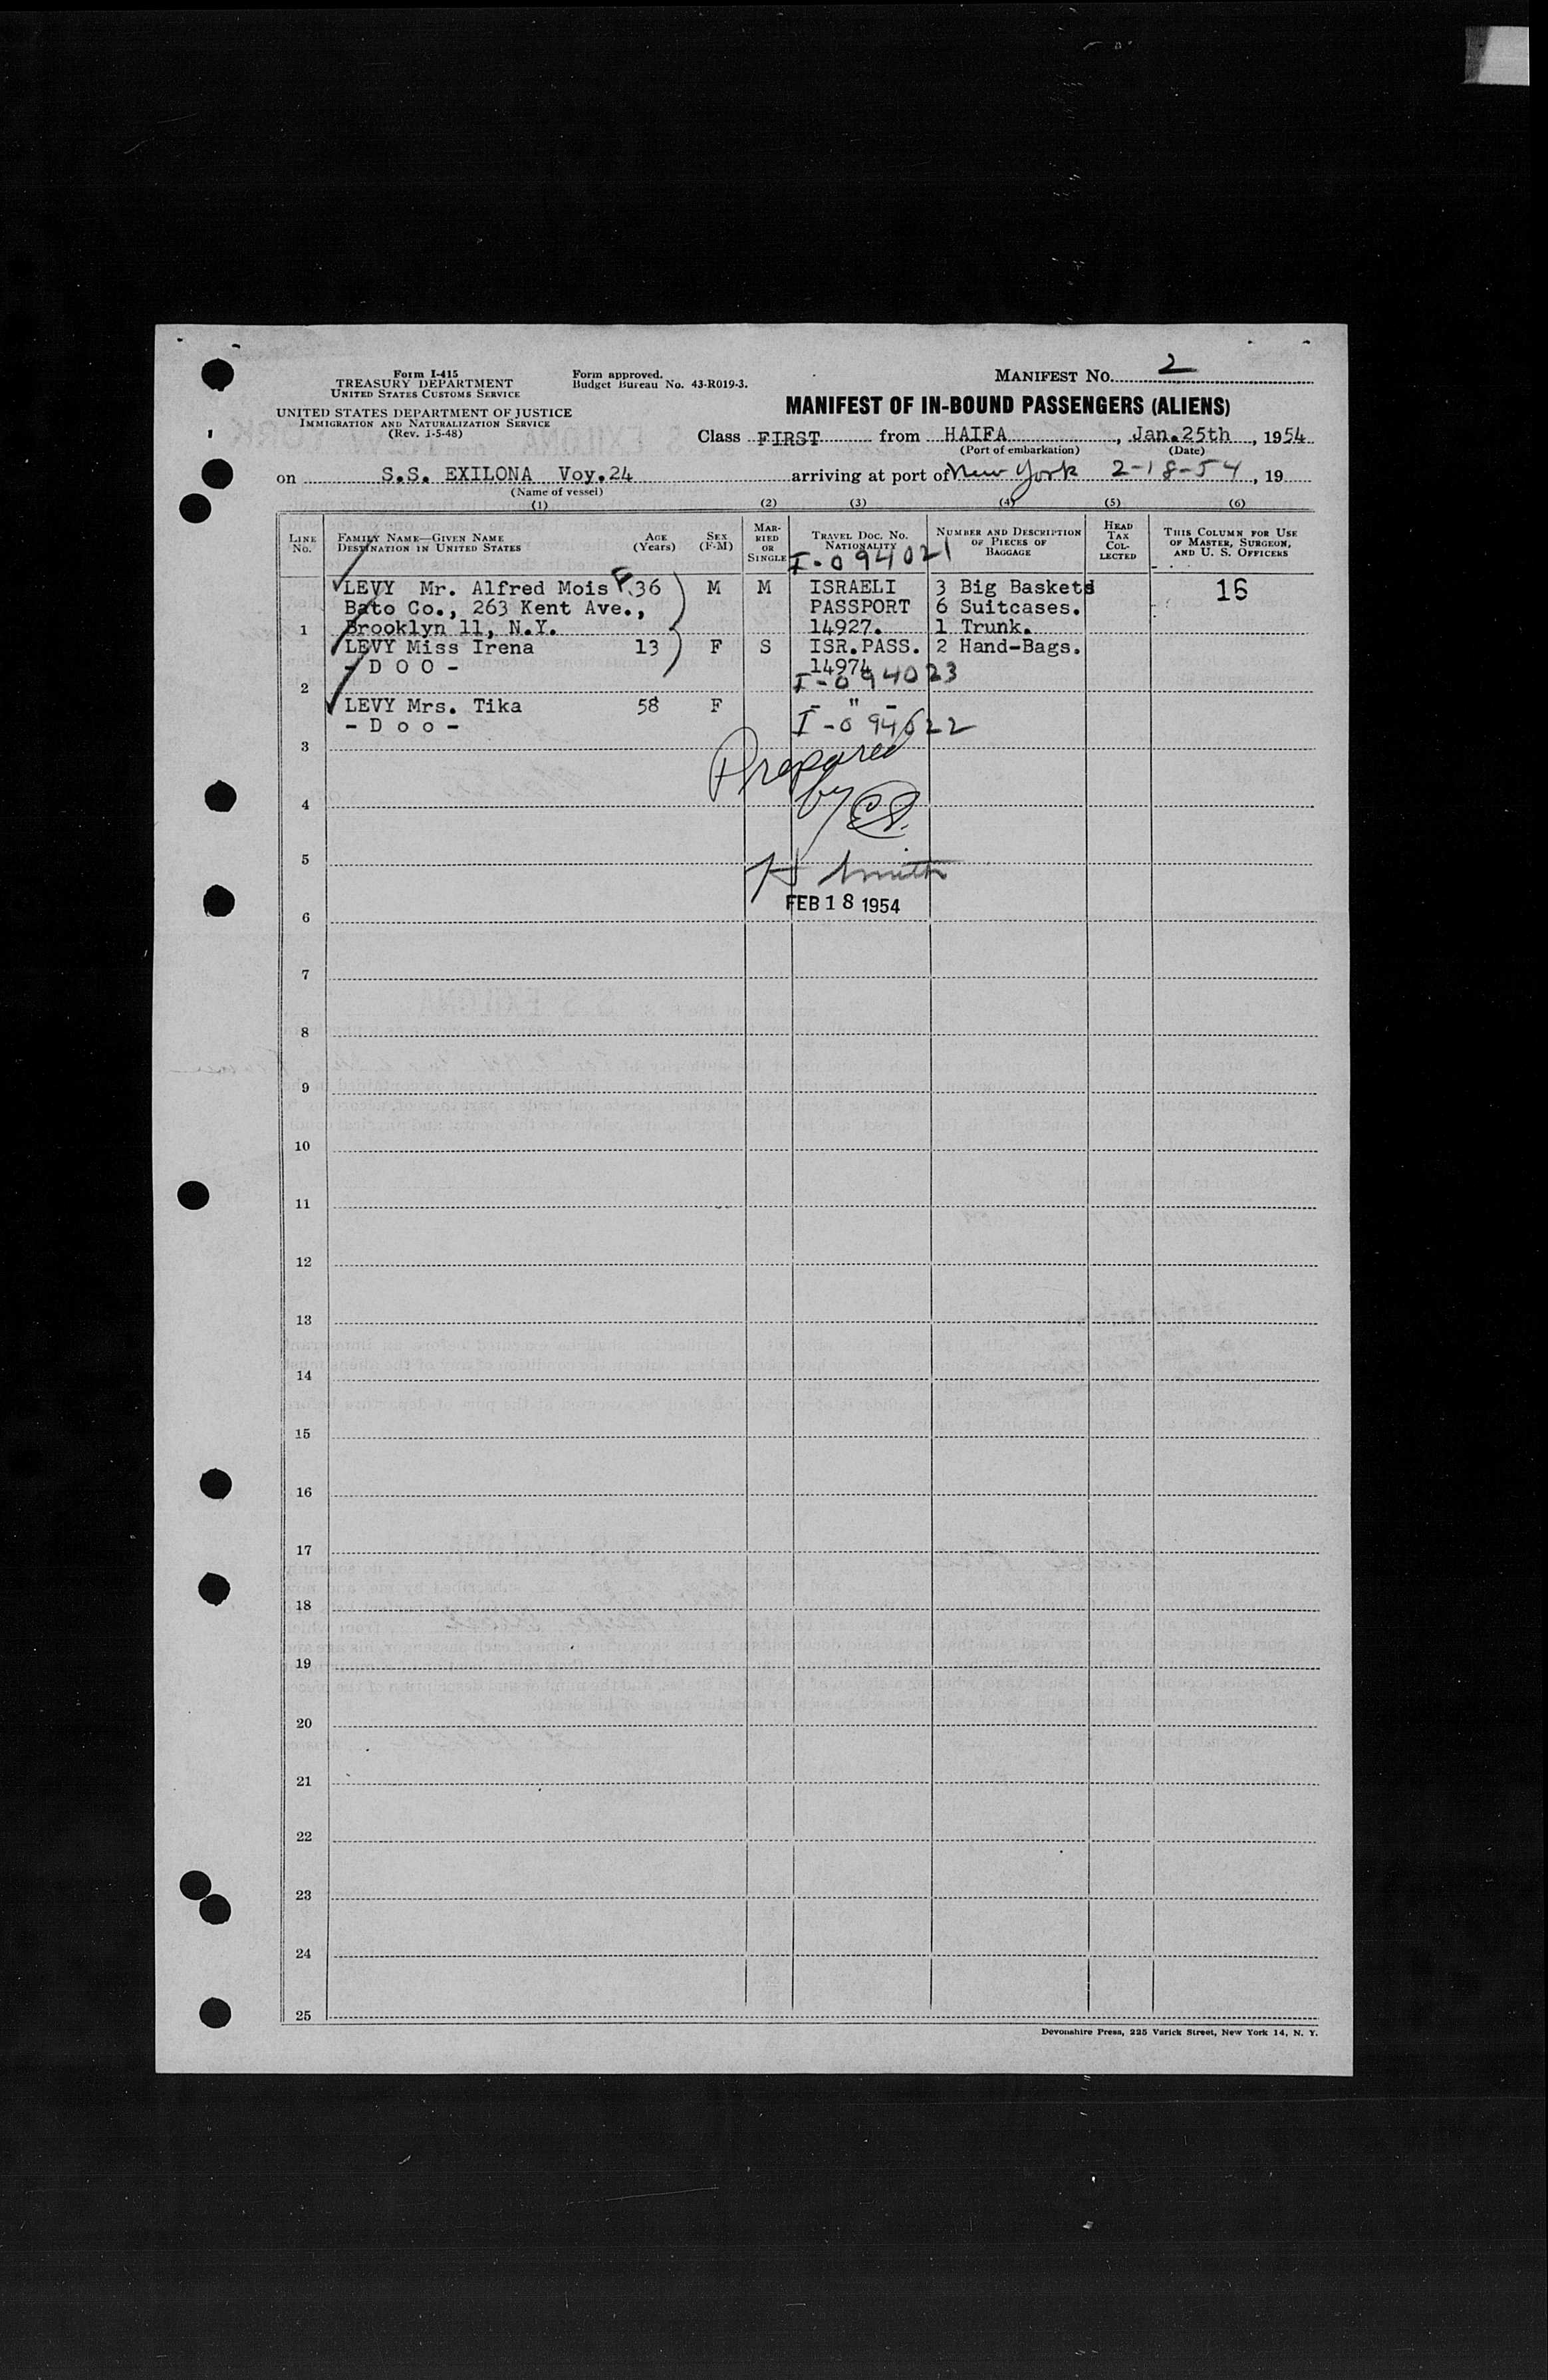 Form I-415
TREASURY DEPARTMENT
UNITED STATES CUSTOMS SERVICE
UNITED STATES DEPARTMENT OF JUSTICE
IMMIGRATION AND NATURALIZATION SERVICE
(Rev. 1-5-48)
Form approved.
Budget Bureau No. 43-R019-3.
MANIFEST NO. 2
MANIFEST OF IN-BOUND PASSENGERS (ALIENS)
Class FIRST from HAIFA, Jan.25th, 1954
(Port of embarkation) (Date)
on S.S. EXILONA Voy.24 arriving at port of New York 2-18-54, 19
(Name of vessel)
(1) (2) (3) (4) (5) (6)
LINE No.
FAMILY NAME—GIVEN NAME
DESTINATION IN UNITED STATES
AGE (Years)
SEX (F-M)
MARRIED OR SINGLE
TRAVEL DOC. NO. NATIONALITY
NUMBER AND DESCRIPTION OF PIECES OF BAGGAGE
HEAD TAX COLLECTED
THIS COLUMN FOR USE OF MASTER, SURGEON, AND U. S. OFFICERS
I-094021
LEVY Mr. Alfred Mois F 36 M M ISRAELI 3 Big Baskets 16
Bato Co., 263 Kent Ave., PASSPORT 6 Suitcases.
1 Brooklyn 11, N.Y. 14927. 1 Trunk.
LEVY Miss Irena 13 F S ISR.PASS. 2 Hand-Bags.
- D O O - 14974
2 I-094023
LEVY Mrs. Tika 58 F - " -
- D o o - I-094022
3
Prepared
by
4
5
H Smith
FEB 18 1954
6
7
8
9
10
11
12
13
14
15
16
17
18
19
20
21
22
23
24
25
Devonshire Press, 225 Varick Street, New York 14, N. Y.